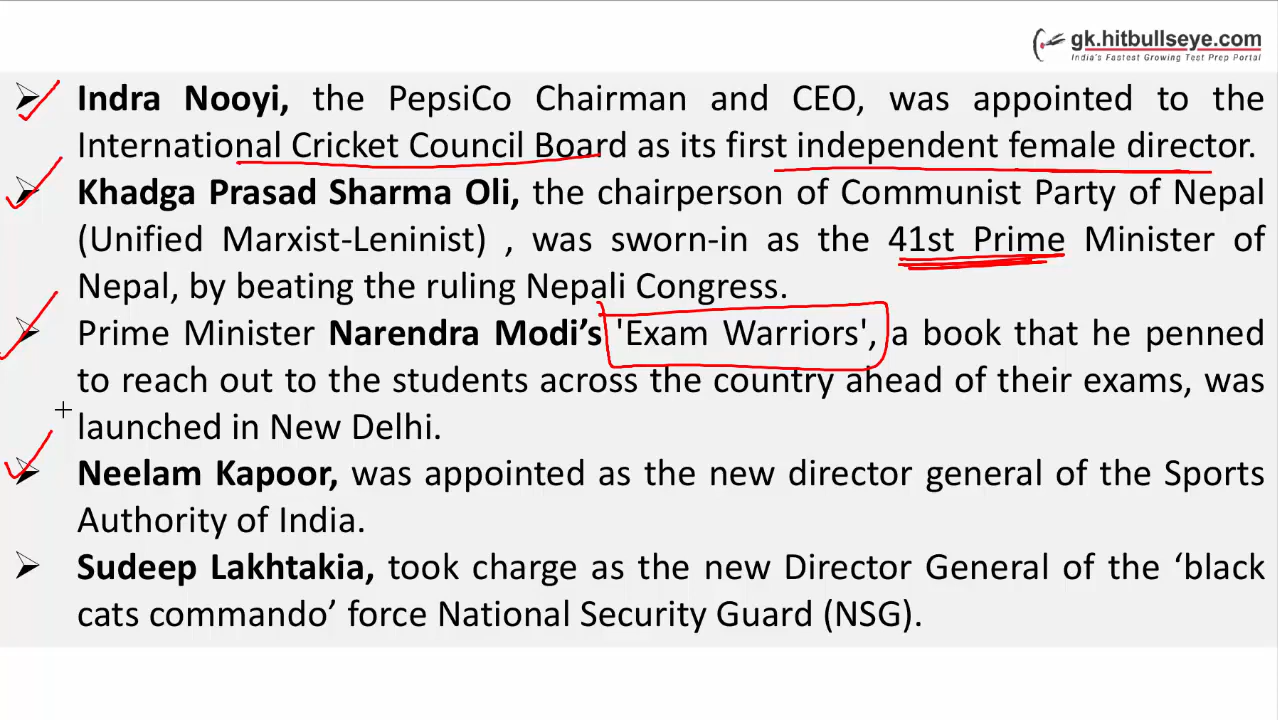 gk.hitbullseye.com
India's Fastest Growing Test Prep Portal
Indra Nooyi, the PepsiCo Chairman and CEO, was appointed to the
International Cricket Council Board as its first independent female director.
Khadga Prasad Sharma Oli, the chairperson of Communist Party of Nepal
(Unified Marxist-Leninist) , was sworn-in as the 41st Prime Minister of
Nepal, by beating the ruling Nepali Congress.
Prime Minister Narendra Modi’s 'Exam Warriors', a book that he penned
to reach out to the students across the country ahead of their exams, was
launched in New Delhi.
Neelam Kapoor, was appointed as the new director general of the Sports
Authority of India.
Sudeep Lakhtakia, took charge as the new Director General of the ‘black
cats commando’ force National Security Guard (NSG).